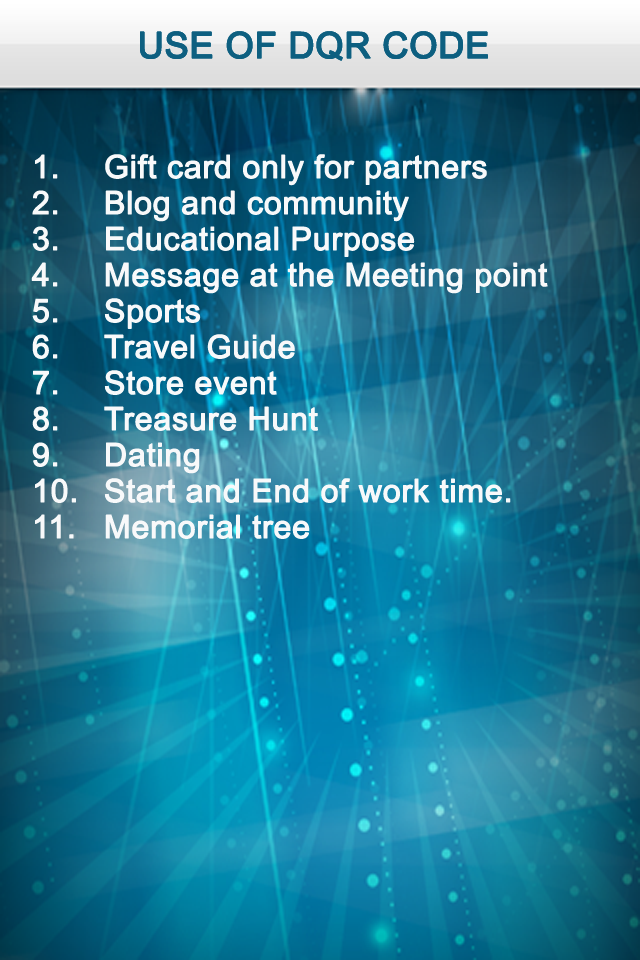 USE OF DQR CODE
1. Gift card only for partners
2. Blog and community
3. Educational Purpose
4. Message at the Meeting point
5. Sports
6. Travel Guide
7. Store event
8. Treasure Hunt
9. Dating
10. Start and End of work time.
11. Memorial tree